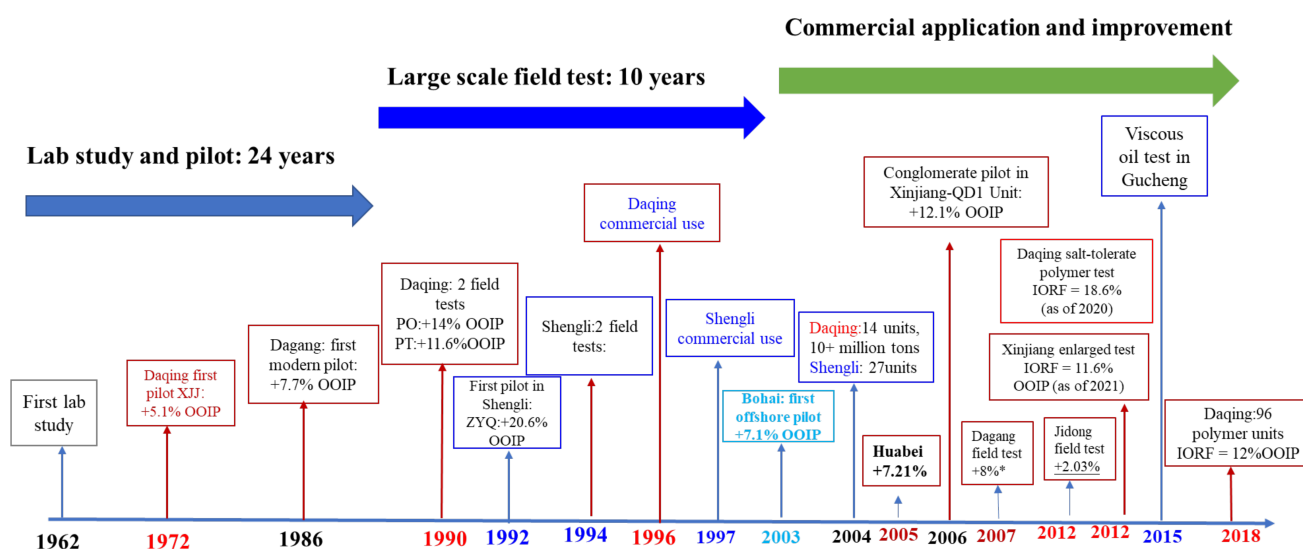 Commercial application and improvement
Large scale field test: 10 years
Lab study and pilot: 24 years
First lab
study
Daqing first
pilot XJJ:
+5.1% OOIP
Dagang: first
modern pilot:
+7.7% OOIP
Daqing: 2 field
tests
PO:+14% OOIP
PT:+11.6%OOIP
First pilot in
Shengli:
ZYQ:+20.6%
OOIP
Shengli:2 field
tests:
Daqing
commercial use
Shengli
commercial use
Bohai: first
offshore pilot
+7.1% OOIP
Daqing:14 units,
10+ million tons
Shengli: 27units
Huabei
+7.21%
Conglomerate pilot in
Xinjiang-QD1 Unit:
+12.1% OOIP
Dagang
field test
+8%*
Jidong
field test
+2.03%
Daqing salt-tolerate
polymer test
IORF = 18.6%
(as of 2020)
Xinjiang enlarged test
IORF = 11.6%
OOIP (as of 2021)
Viscous
oil test in
Gucheng
Daqing:96
polymer units
IORF = 12%OOIP
1962 1972 1986 1990 1992 1994 1996 1997 2003 2004 2005 2006 2007 2012 2012 2015 2018